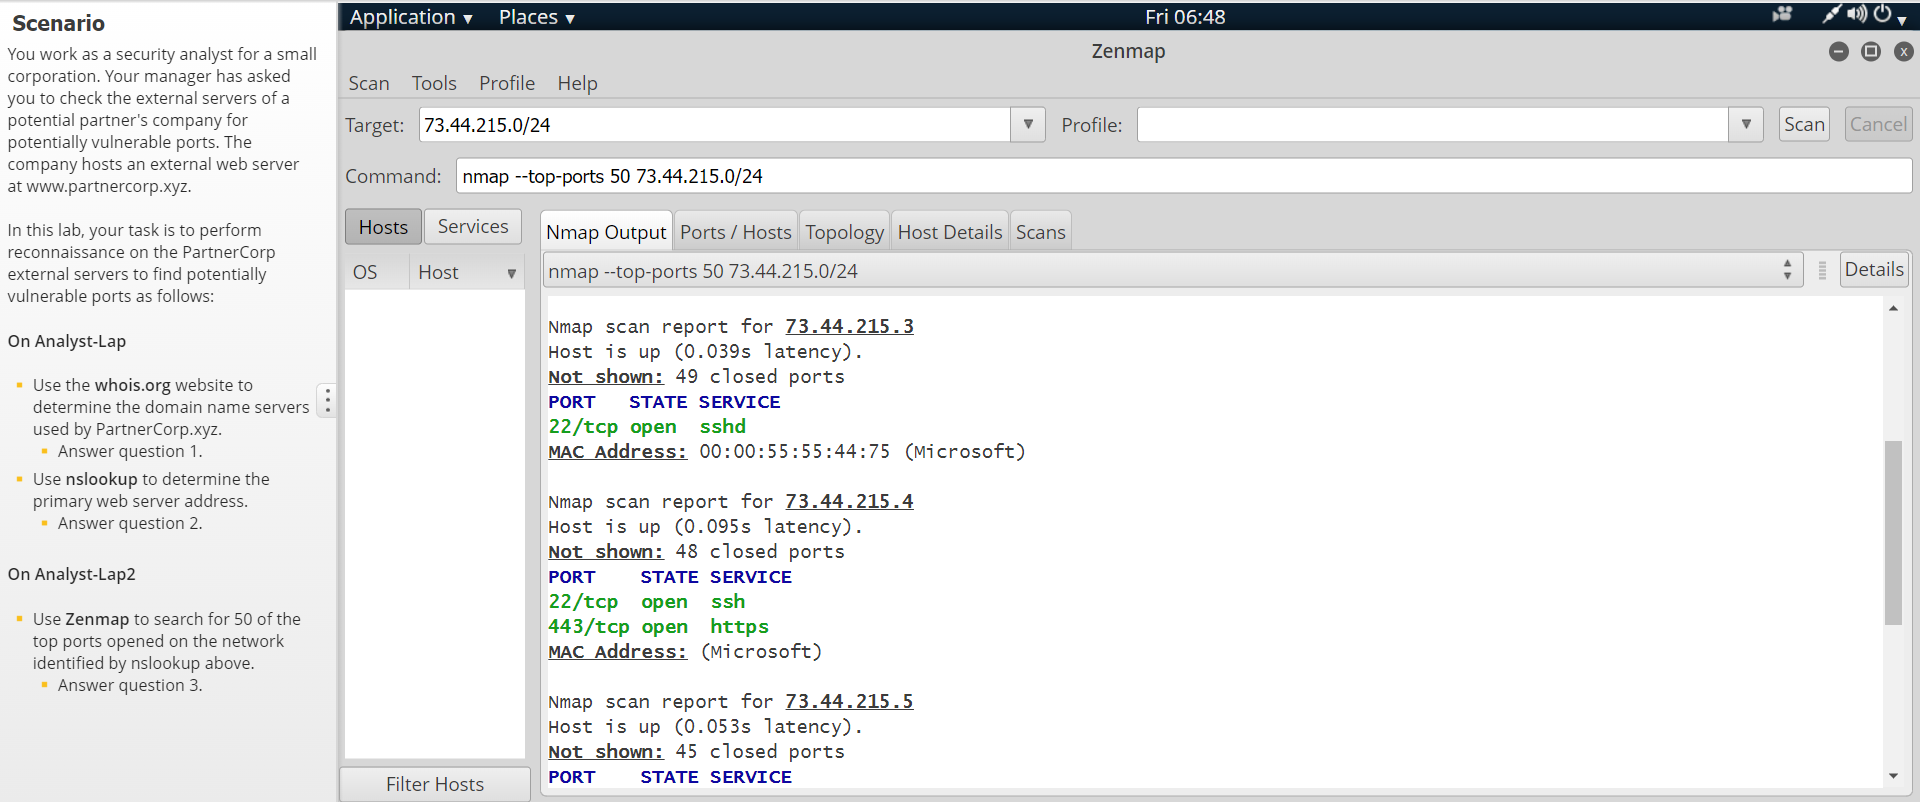 Scenario
You work as a security analyst for a small
corporation. Your manager has asked
you to check the external servers of a
potential partner's company for
potentially vulnerable ports. The
company hosts an external web server
at www.partnercorp.xyz.
In this lab, your task is to perform
reconnaissance on the PartnerCorp
external servers to find potentially
vulnerable ports as follows:
On Analyst-Lap
Use the whois.org website to
determine the domain name servers
used by PartnerCorp.xyz.
Answer question 1.
Use nslookup to determine the
primary web server address.
Answer question 2.
On Analyst-Lap2
Use Zenmap to search for 50 of the
top ports opened on the network
identified by nslookup above.
Answer question 3.
Application Places Fri 06:48
Zenmap
Scan Tools Profile Help
Target: 73.44.215.0/24 Profile: Scan Cancel
Command: nmap --top-ports 50 73.44.215.0/24
Hosts Services
OS Host
Filter Hosts
Nmap Output Ports / Hosts Topology Host Details Scans
nmap --top-ports 50 73.44.215.0/24 Details
Nmap scan report for 73.44.215.3
Host is up (0.039s latency).
Not shown: 49 closed ports
PORT STATE SERVICE
22/tcp open sshd
MAC Address: 00:00:55:55:44:75 (Microsoft)
Nmap scan report for 73.44.215.4
Host is up (0.095s latency).
Not shown: 48 closed ports
PORT STATE SERVICE
22/tcp open ssh
443/tcp open https
MAC Address: (Microsoft)
Nmap scan report for 73.44.215.5
Host is up (0.053s latency).
Not shown: 45 closed ports
PORT STATE SERVICE